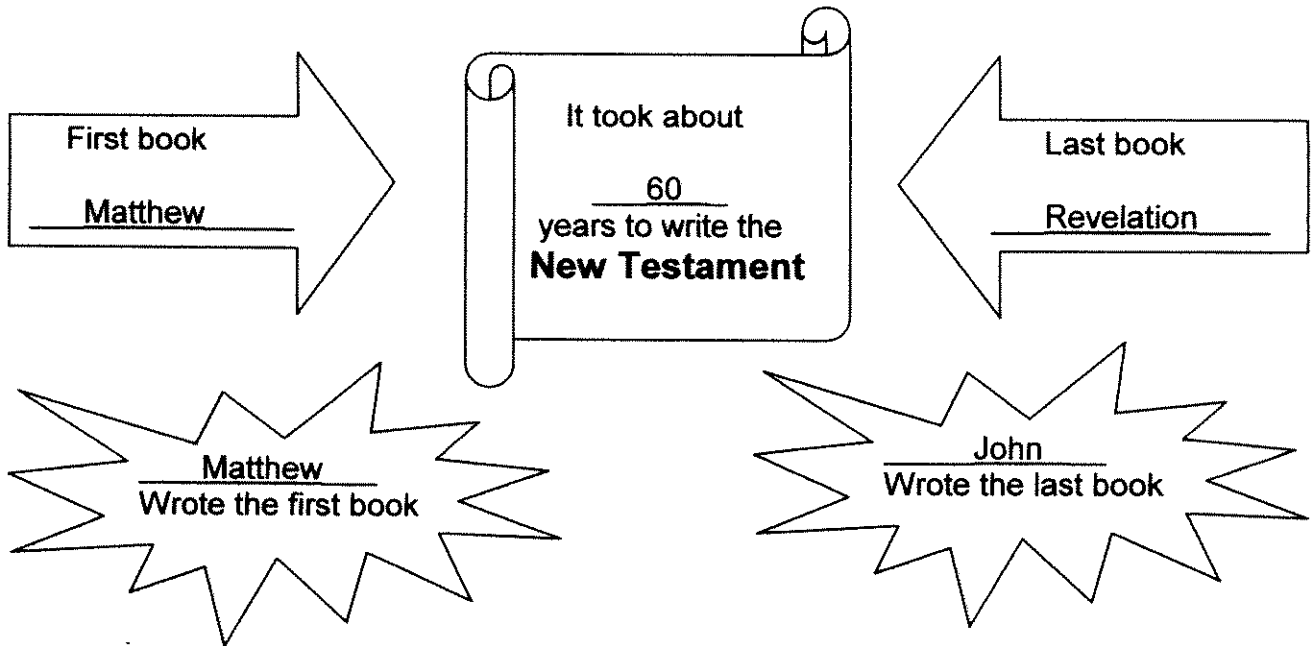 First book
Matthew
It took about
60
years to write the
New Testament
Last book
Revelation
Matthew
Wrote the first book
John
Wrote the last book